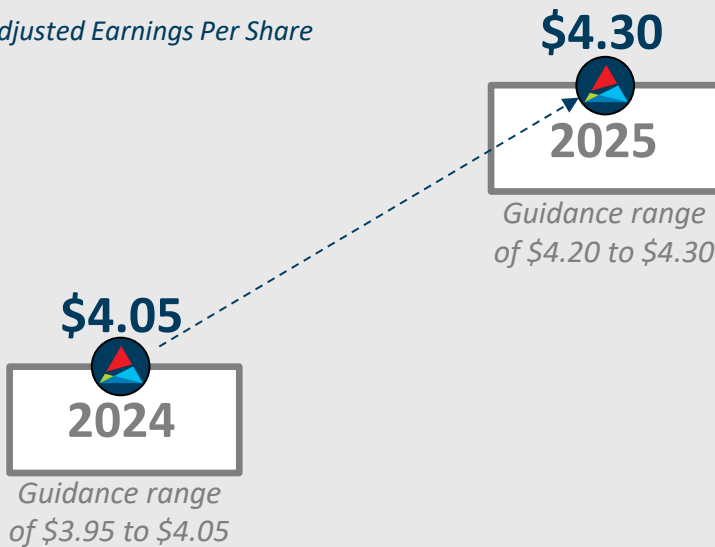 djusted Earnings Per Share
$4.30
2025
Guidance range
of $4.20 to $4.30
$4.05
2024
Guidance range
of $3.95 to $4.05